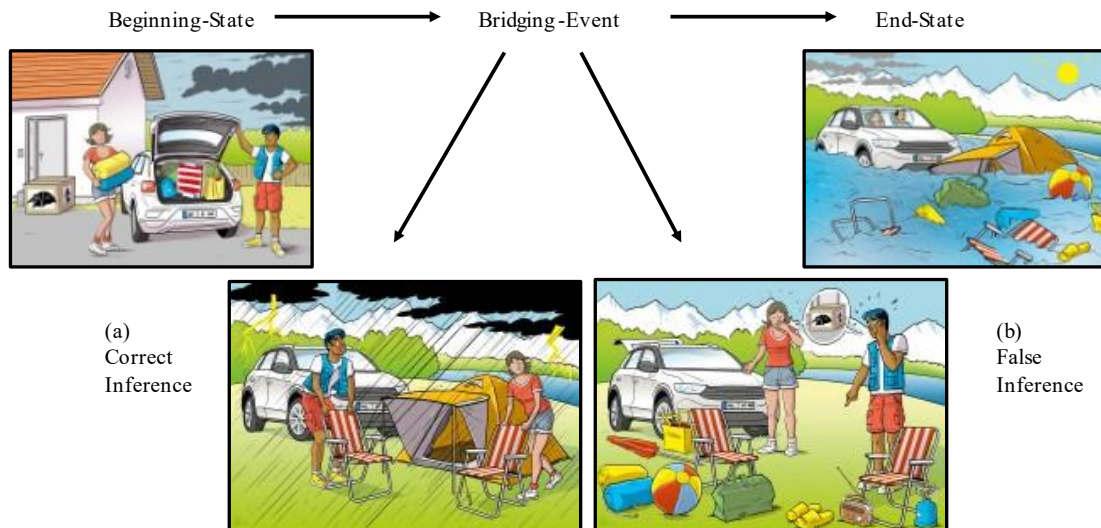 Beginning-State
Bridging-Event
End-State
(a)
Correct
Inference
(b)
False
Inference